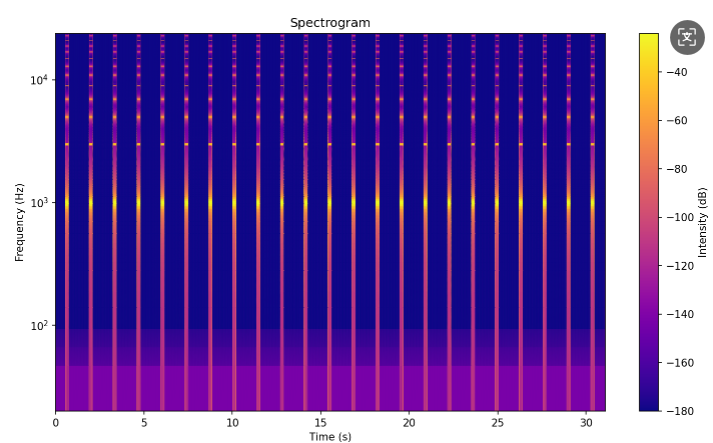 Spectrogram
10⁴
10³
10²
Frequency (Hz)
0 5 10 15 20 25 30
Time (s)
−40
−60
−80
−100
−120
−140
−160
−180
Intensity (dB)
文